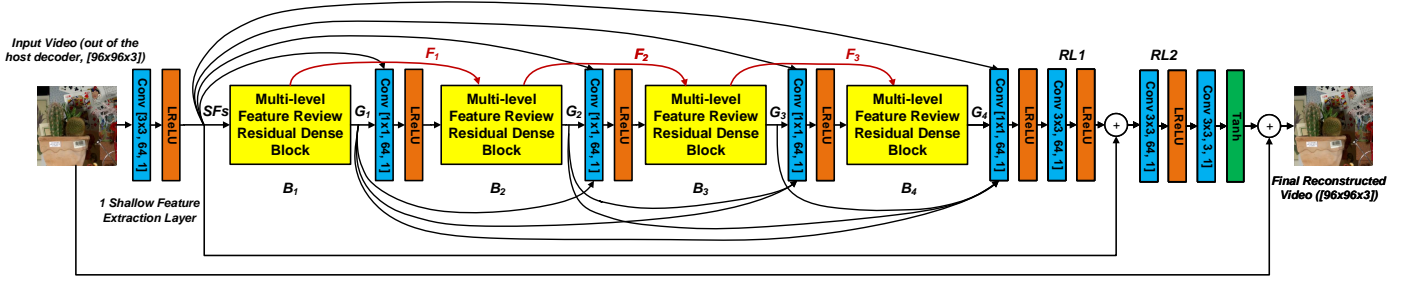 Input Video (out of the
host decoder, [96x96x3])
Conv [3x3, 64, 1]
LReLU
1 Shallow Feature
Extraction Layer
SFs
Multi-level
Feature Review
Residual Dense
Block
B1
F1
G1
Conv [1x1, 64, 1]
LReLU
Multi-level
Feature Review
Residual Dense
Block
B2
F2
G2
Conv [1x1, 64, 1]
LReLU
Multi-level
Feature Review
Residual Dense
Block
B3
F3
G3
Conv [1x1, 64, 1]
LReLU
Multi-level
Feature Review
Residual Dense
Block
B4
G4
Conv [1x1, 64, 1]
LReLU
RL1
Conv 3x3, 64, 1]
LReLU
+
RL2
Conv 3x3, 64, 1]
LReLU
Conv 3x3, 3, 1]
Tanh
+
Final Reconstructed
Video ([96x96x3])